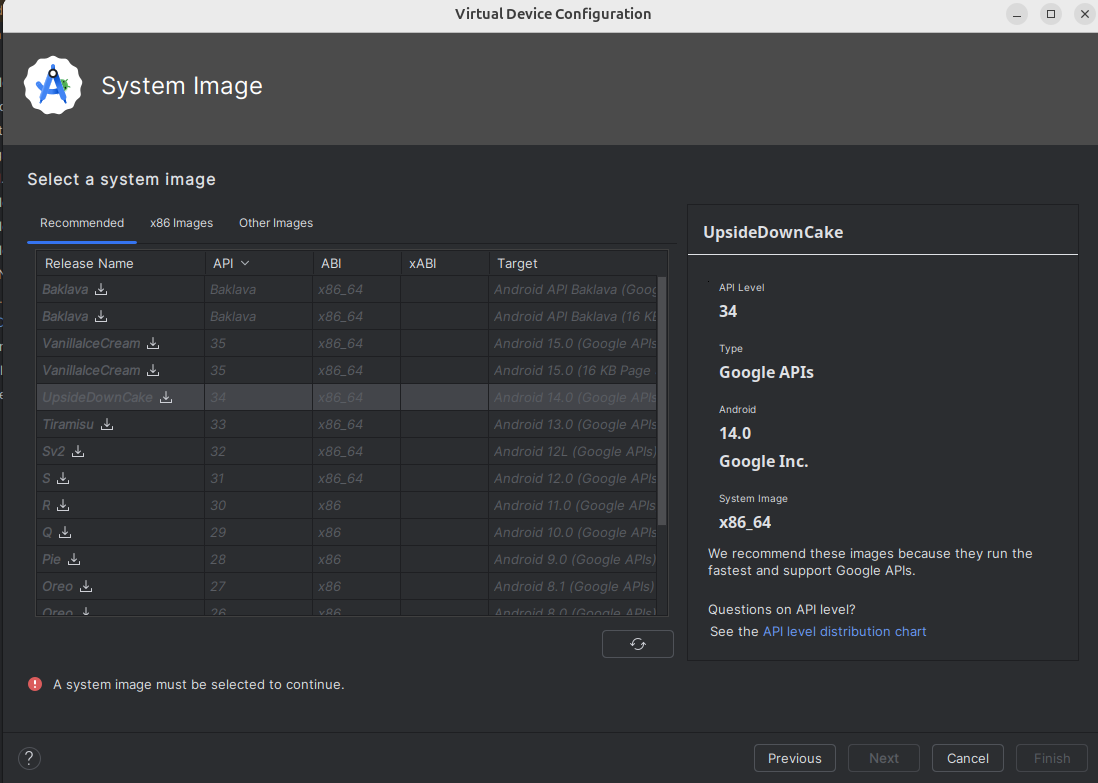 Virtual Device Configuration
System Image
Select a system image
Recommended x86 Images Other Images
Release Name API ABI xABI Target
Baklava Baklava x86_64 Android API Baklava (Goog
Baklava Baklava x86_64 Android API Baklava (16 KB
VanillaIceCream 35 x86_64 Android 15.0 (Google APIs
VanillaIceCream 35 x86_64 Android 15.0 (16 KB Page
UpsideDownCake 34 x86_64 Android 14.0 (Google APIs
Tiramisu 33 x86_64 Android 13.0 (Google APIs
Sv2 32 x86_64 Android 12L (Google APIs)
S 31 x86_64 Android 12.0 (Google APIs
R 30 x86 Android 11.0 (Google APIs
Q 29 x86 Android 10.0 (Google APIs
Pie 28 x86 Android 9.0 (Google APIs)
Oreo 27 x86 Android 8.1 (Google APIs)
Oreo 26 x86 Android 8.0 (Google APIs)
A system image must be selected to continue.
UpsideDownCake
API Level
34
Type
Google APIs
Android
14.0
Google Inc.
System Image
x86_64
We recommend these images because they run the
fastest and support Google APIs.
Questions on API level?
See the API level distribution chart
? Previous Next Cancel Finish